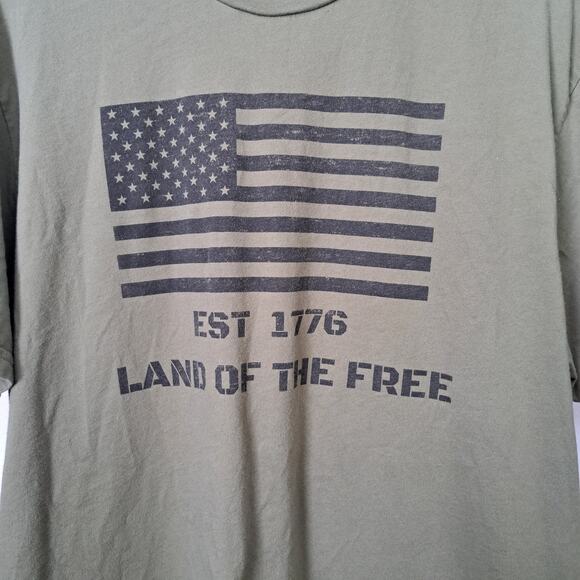 EST 1776
LAND OF THE FREE